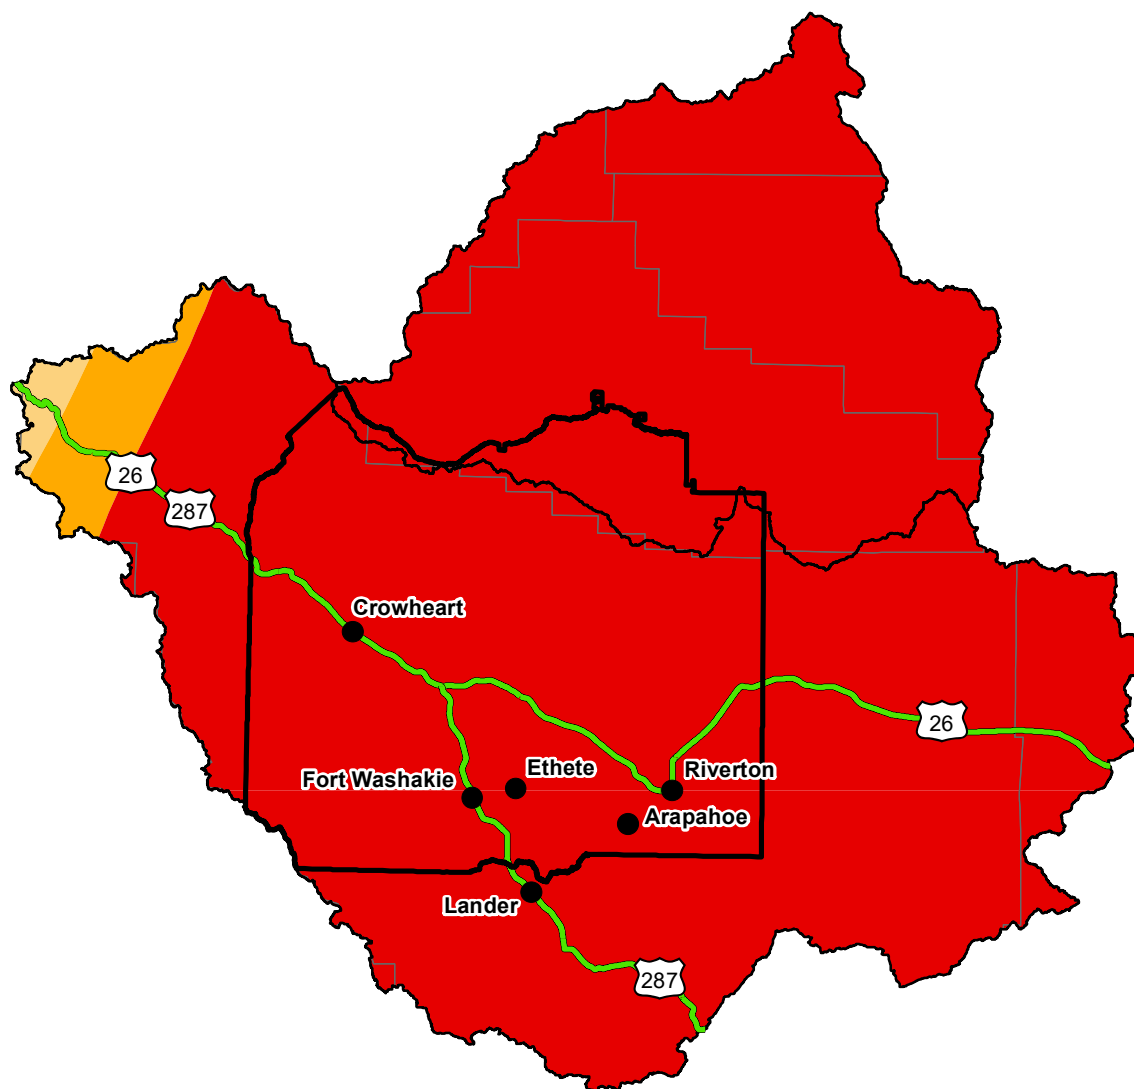 26
287
Crowheart
26
Ethete
Riverton
Fort Washakie
Arapahoe
Lander
287